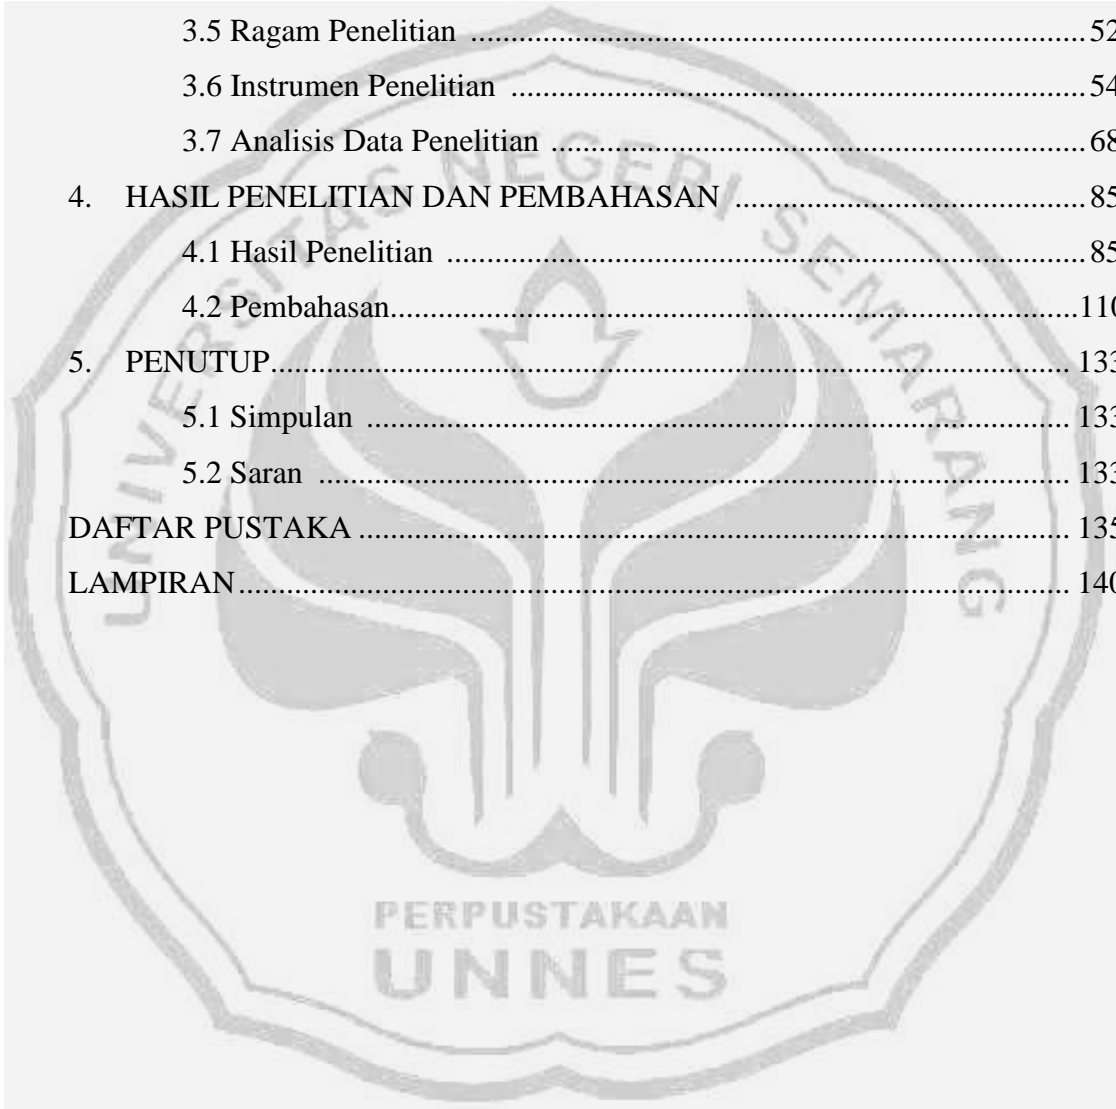 3.5 Ragam Penelitian ........................................................................... 52
3.6 Instrumen Penelitian ...................................................................... 54
3.7 Analisis Data Penelitian ................................................................. 68
4. HASIL PENELITIAN DAN PEMBAHASAN ........................................... 85
4.1 Hasil Penelitian .............................................................................. 85
4.2 Pembahasan.....................................................................................110
5. PENUTUP................................................................................................. 133
5.1 Simpulan ...................................................................................... 133
5.2 Saran ............................................................................................ 133
DAFTAR PUSTAKA ....................................................................................... 135
LAMPIRAN..................................................................................................... 140
UNIVERSITAS NEGERI SEMARANG
PERPUSTAKAAN
UNNES